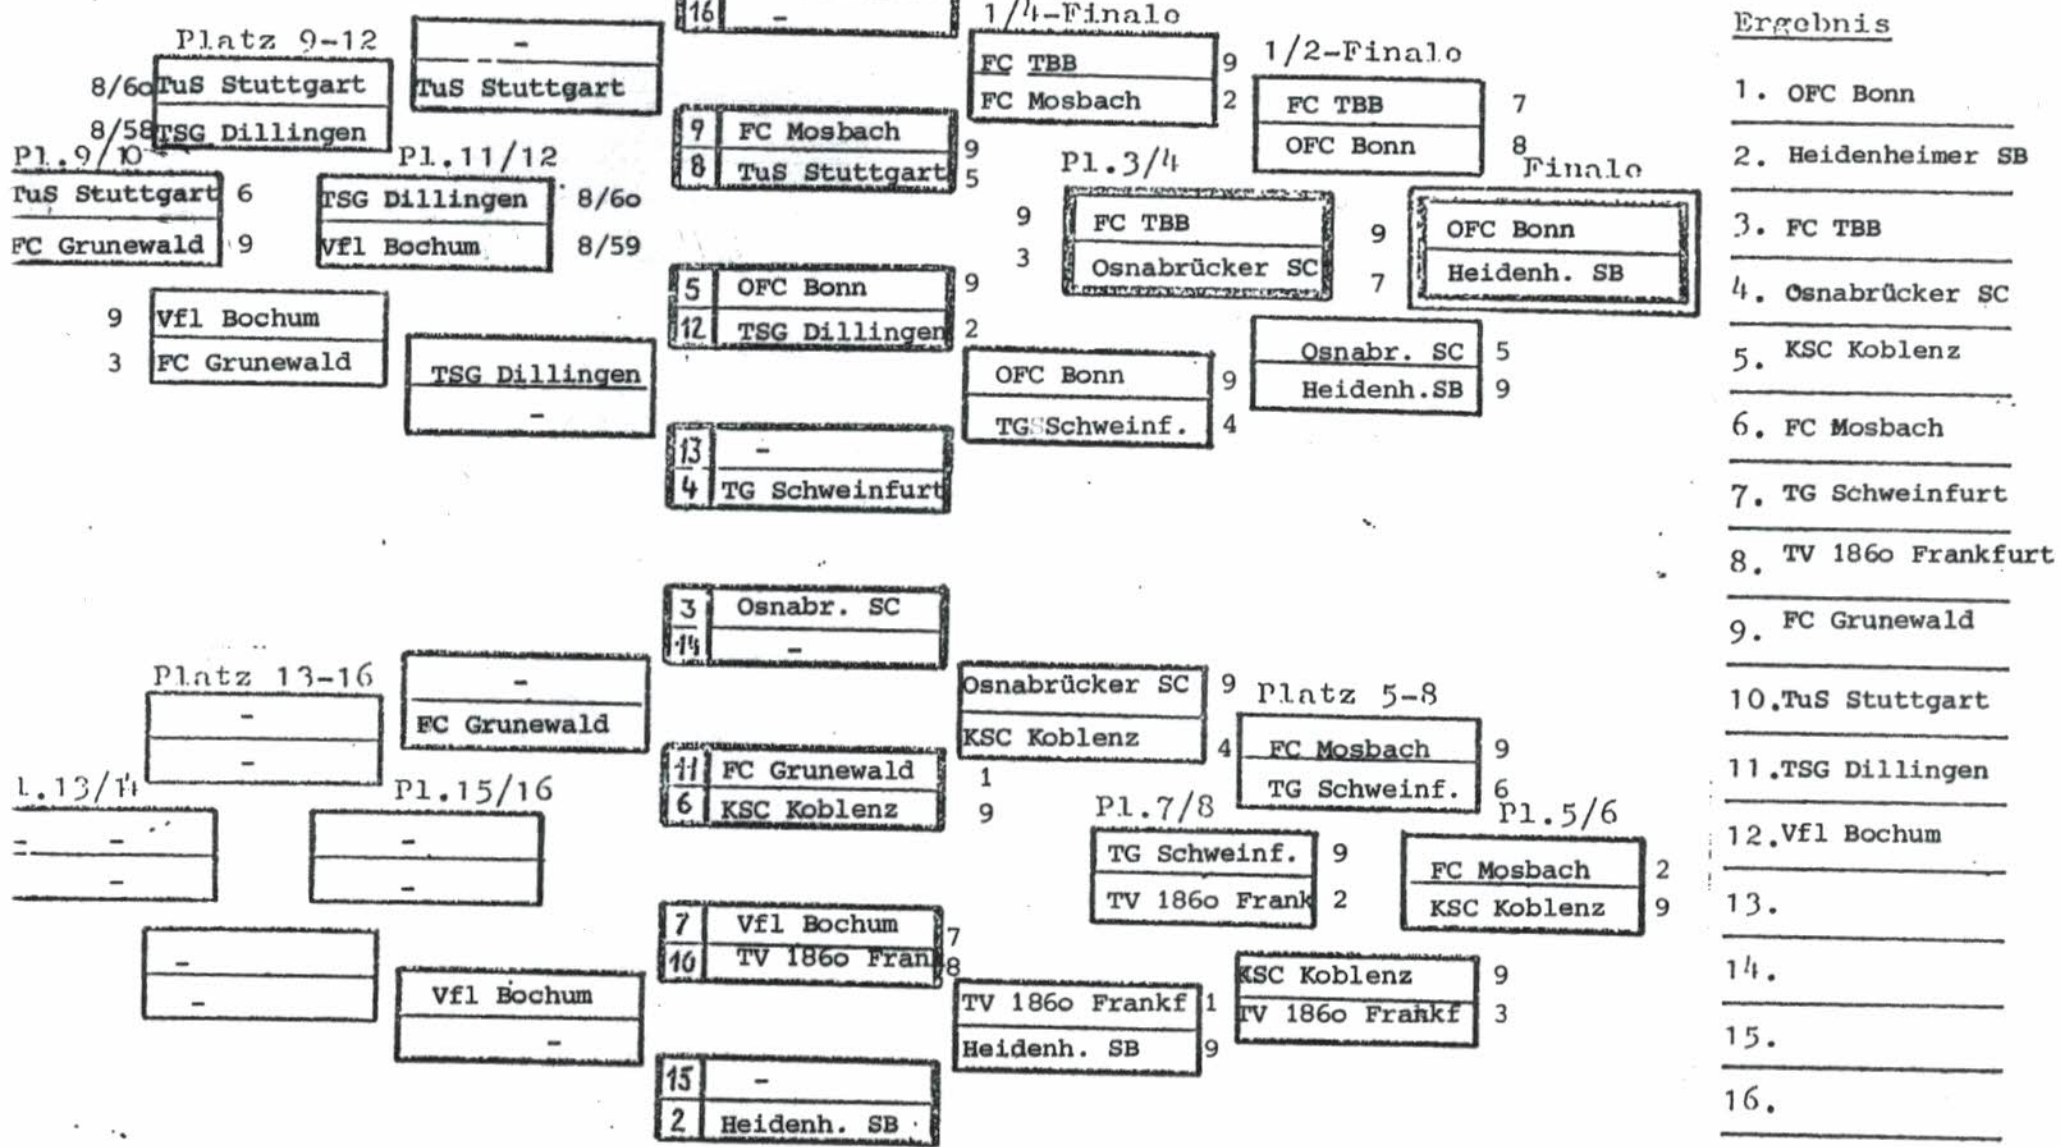 16 -
1/4-Finale
Ergebnis
Platz 9-12
-
TuS Stuttgart
8/60 TuS Stuttgart
8/58 TSG Dillingen
FC TBB 9
FC Mosbach 2
1/2-Finale
FC TBB 7
OFC Bonn 8
1. OFC Bonn
2. Heidenheimer SB
3. FC TBB
4. Osnabrücker SC
5. KSC Koblenz
6. FC Mosbach
7. TG Schweinfurt
8. TV 1860 Frankfurt
9. FC Grunewald
10. TuS Stuttgart
11. TSG Dillingen
12. Vfl Bochum
13.
14.
15.
16.
9 FC Mosbach 9
8 TuS Stuttgart 5
Pl.9/10
TuS Stuttgart 6
FC Grunewald 9
Pl.11/12
TSG Dillingen 8/60
Vfl Bochum 8/59
Pl.3/4
9 FC TBB
3 Osnabrücker SC
Finale
9 OFC Bonn
7 Heidenh. SB
5 OFC Bonn 9
12 TSG Dillingen 2
9 Vfl Bochum
3 FC Grunewald
TSG Dillingen
-
OFC Bonn 9
TGSSchweinf. 4
Osnabr. SC 5
Heidenh.SB 9
13 -
4 TG Schweinfurt
3 Osnabr. SC
14 -
Platz 13-16
-
-
-
FC Grunewald
Osnabrücker SC 9
KSC Koblenz 4
Platz 5-8
FC Mosbach 9
TG Schweinf. 6
11 FC Grunewald 1
6 KSC Koblenz 9
l.13/14
-
-
Pl.15/16
-
-
Pl.7/8
TG Schweinf. 9
TV 1860 Frank 2
Pl.5/6
FC Mosbach 2
KSC Koblenz 9
7 Vfl Bochum 7
10 TV 1860 Fran 8
-
-
Vfl Bochum
-
TV 1860 Frankf 1
Heidenh. SB 9
KSC Koblenz 9
TV 1860 Frankf 3
15 -
2 Heidenh. SB